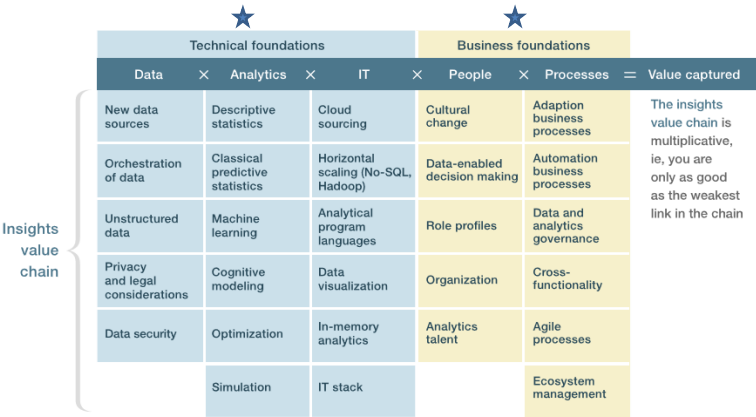 Technical foundations
Business foundations
Data × Analytics × IT × People × Processes = Value captured
Insights
value
chain
New data
sources
Descriptive
statistics
Cloud
sourcing
Cultural
change
Adaption
business
processes
Orchestration
of data
Classical
predictive
statistics
Horizontal
scaling (No-SQL,
Hadoop)
Data-enabled
decision making
Automation
business
processes
Unstructured
data
Machine
learning
Analytical
program
languages
Role profiles
Data and
analytics
governance
Privacy
and legal
considerations
Cognitive
modeling
Data
visualization
Organization
Cross-
functionality
Data security
Optimization
In-memory
analytics
Analytics
talent
Agile
processes
Simulation
IT stack
Ecosystem
management
The insights
value chain is
multiplicative,
ie, you are
only as good
as the weakest
link in the chain